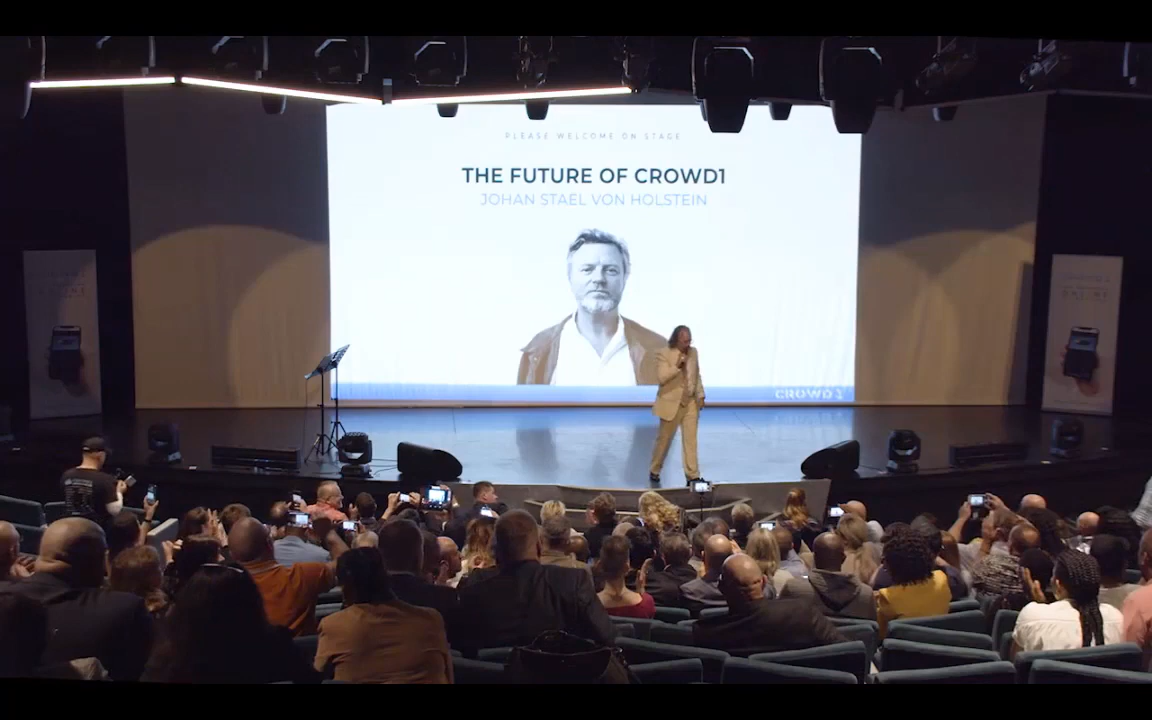 PLEASE WELCOME ON STAGE
THE FUTURE OF CROWD1
JOHAN STAEL VON HOLSTEIN
CROWD1